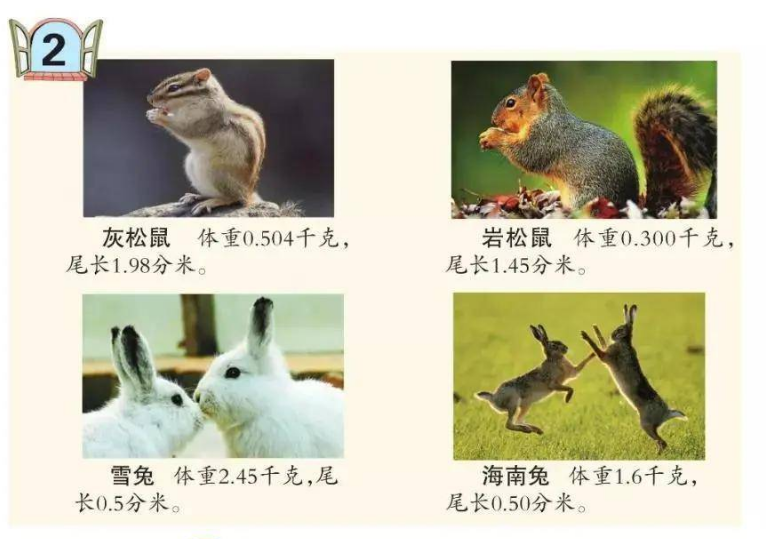 2
灰松鼠 体重0.504千克,
尾长1.98分米。
岩松鼠 体重0.300千克,
尾长1.45分米。
雪兔 体重2.45千克,尾
长0.5分米。
海南兔 体重1.6千克,
尾长0.50分米。